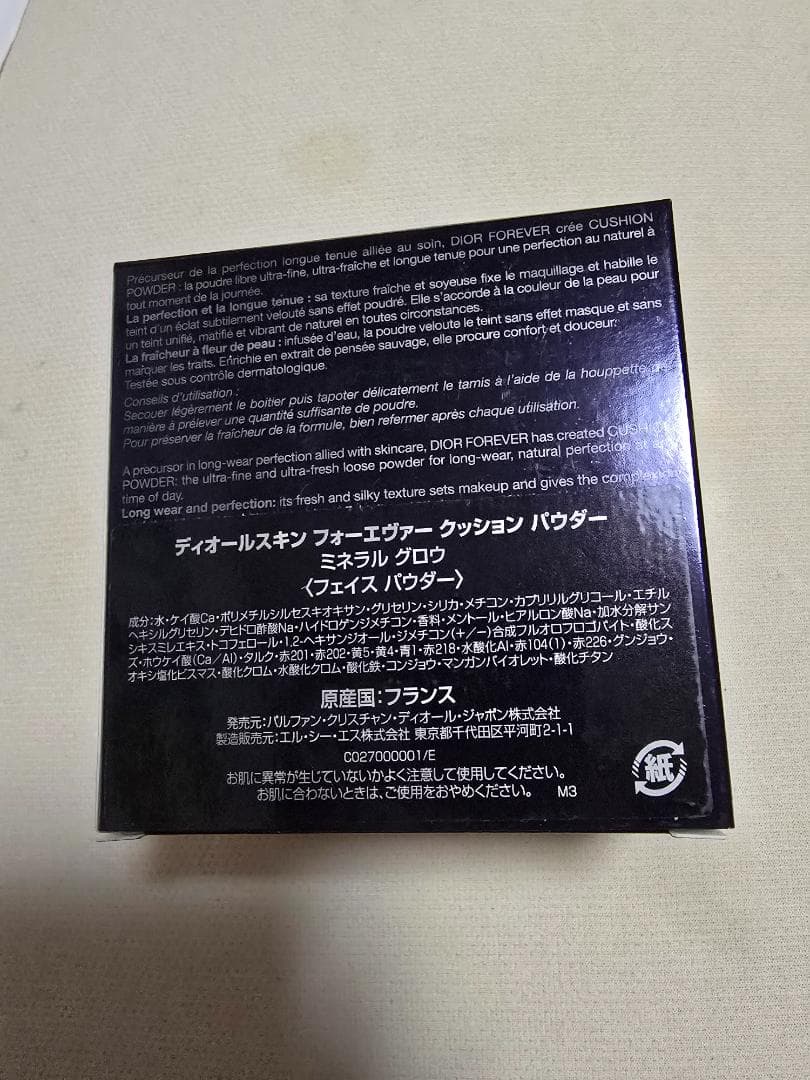 Précurseur de la perfection longue tenue alliée au soin, DIOR FOREVER crée CUSHION
POWDER : la poudre libre ultra-fine, ultra-fraîche et longue tenue pour une perfection au naturel à
tout moment de la journée.
La perfection et la longue tenue : sa texture fraîche et soyeuse fixe le maquillage et habille le
teint d'un éclat subtilement velouté sans effet poudré. Elle s'accorde à la couleur de la peau pour
un teint unifié, matifié et vibrant de naturel en toutes circonstances.
La fraîcheur à fleur de peau : infusée d'eau, la poudre veloute le teint sans effet masque et sans
marquer les traits. Enrichie en extrait de pensée sauvage, elle procure confort et douceur.
Testée sous contrôle dermatologique.
Conseils d'utilisation :
Secouer légèrement le boitier puis tapoter délicatement le tamis à l'aide de la houppette de
manière à prélever une quantité suffisante de poudre.
Pour préserver la fraîcheur de la formule, bien refermer après chaque utilisation.
A precursor in long-wear perfection allied with skincare, DIOR FOREVER has created CUSHION
POWDER: the ultra-fine and ultra-fresh loose powder for long-wear, natural perfection at any
time of day.
Long wear and perfection: its fresh and silky texture sets makeup and gives the complexion
ディオールスキン フォーエヴァー クッション パウダー
ミネラル グロウ
〈フェイス パウダー〉
成分:水・ケイ酸Ca・ポリメチルシルセスキオキサン・グリセリン・シリカ・メチコン・カプリリルグリコール・エチル
ヘキシルグリセリン・デヒドロ酢酸Na・ハイドロゲンジメチコン・香料・メントール・ヒアルロン酸Na・加水分解サン
シキスミレエキス・トコフェロール・1,2-ヘキサンジオール・ジメチコン(+/−)合成フルオロフロゴパイト・酸化ス
ズ・ホウケイ酸(Ca/Al)・タルク・赤201・赤202・黄5・黄4・青1・赤218・水酸化Al・赤104(1)・赤226・グンジョウ・
オキシ塩化ビスマス・酸化クロム・水酸化クロム・酸化鉄・コンジョウ・マンガンバイオレット・酸化チタン
原産国:フランス
発売元:パルファン・クリスチャン・ディオール・ジャポン株式会社
製造販売元:エル・シー・エス株式会社 東京都千代田区平河町2-1-1
C027000001/E
お肌に異常が生じていないかよく注意して使用してください。
お肌に合わないときは、ご使用をおやめください。 M3
紙